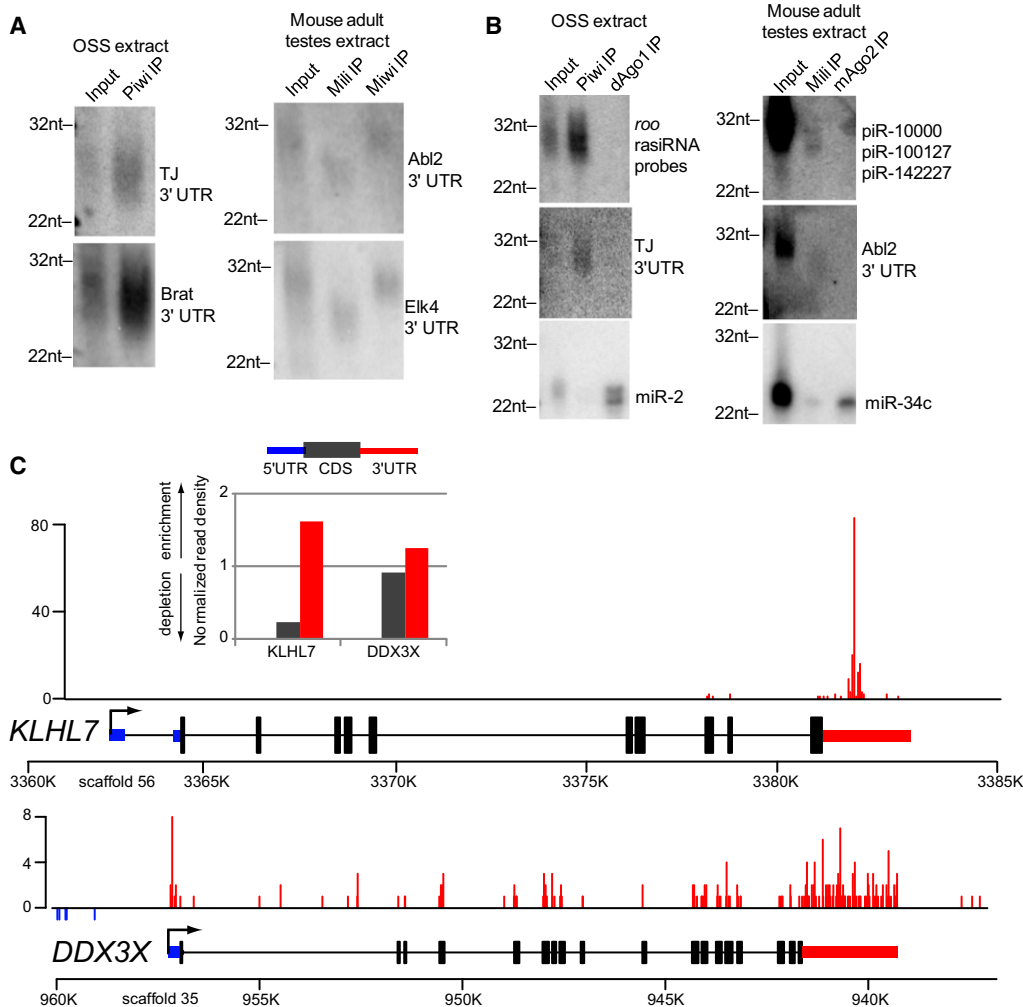 A
OSS extract
Input
Piwi IP
32nt–
22nt–
TJ
3' UTR
32nt–
22nt–
Brat
3' UTR
Mouse adult
testes extract
Input
Mili IP
Miwi IP
32nt–
22nt–
Abl2
3' UTR
32nt–
22nt–
Elk4
3' UTR
B
OSS extract
Input
Piwi IP
dAgo1 IP
32nt–
22nt–
roo
rasiRNA
probes
32nt–
22nt–
TJ
3'UTR
32nt–
22nt–
miR-2
Mouse adult
testes extract
Input
Mili IP
mAgo2 IP
32nt–
22nt–
piR-10000
piR-100127
piR-142227
32nt–
22nt–
Abl2
3' UTR
32nt–
22nt–
miR-34c
C
5'UTR CDS 3'UTR
depletion enrichment
Normalized read density
2
1
0
KLHL7 DDX3X
80
40
0
KLHL7
3360K scaffold 56 3365K 3370K 3375K 3380K 3385K
8
4
0
DDX3X
960K scaffold 35 955K 950K 945K 940K